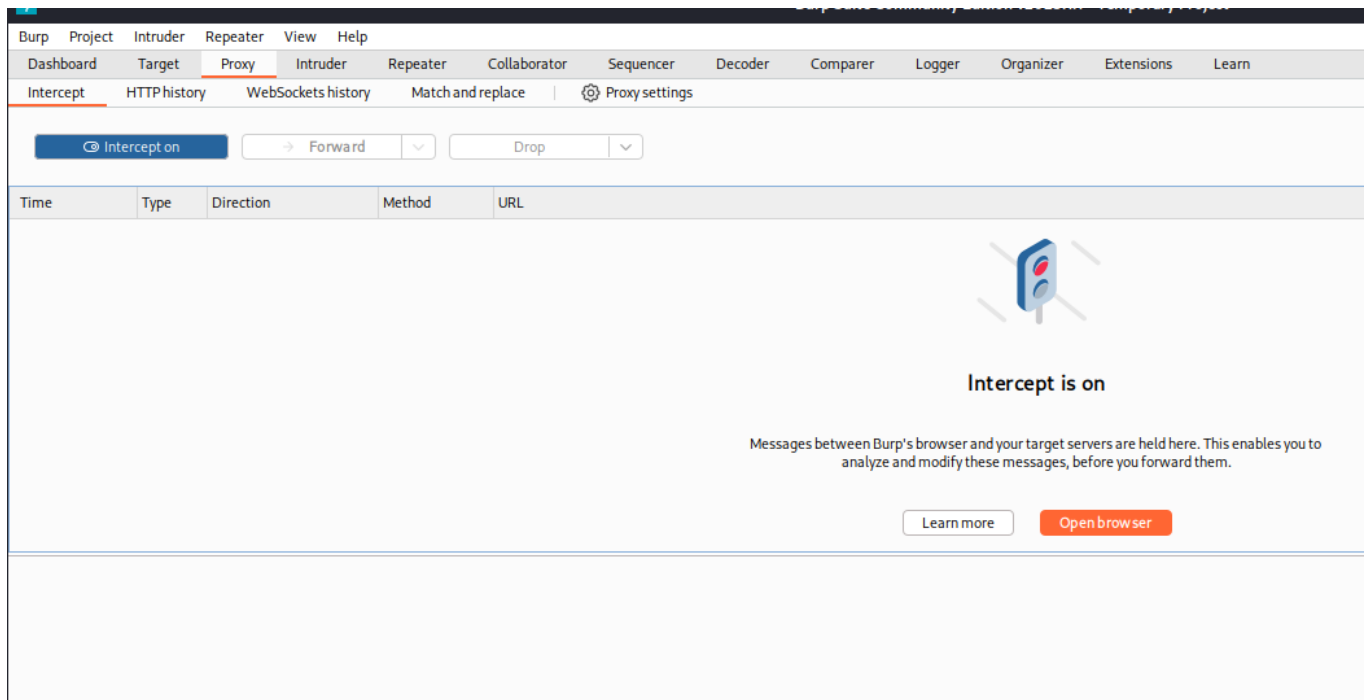 Burp Project Intruder Repeater View Help
Dashboard Target Proxy Intruder Repeater Collaborator Sequencer Decoder Comparer Logger Organizer Extensions Learn
Intercept HTTP history WebSockets history Match and replace Proxy settings
Intercept on Forward Drop
Time Type Direction Method URL
Intercept is on
Messages between Burp's browser and your target servers are held here. This enables you to
analyze and modify these messages, before you forward them.
Learn more Open browser